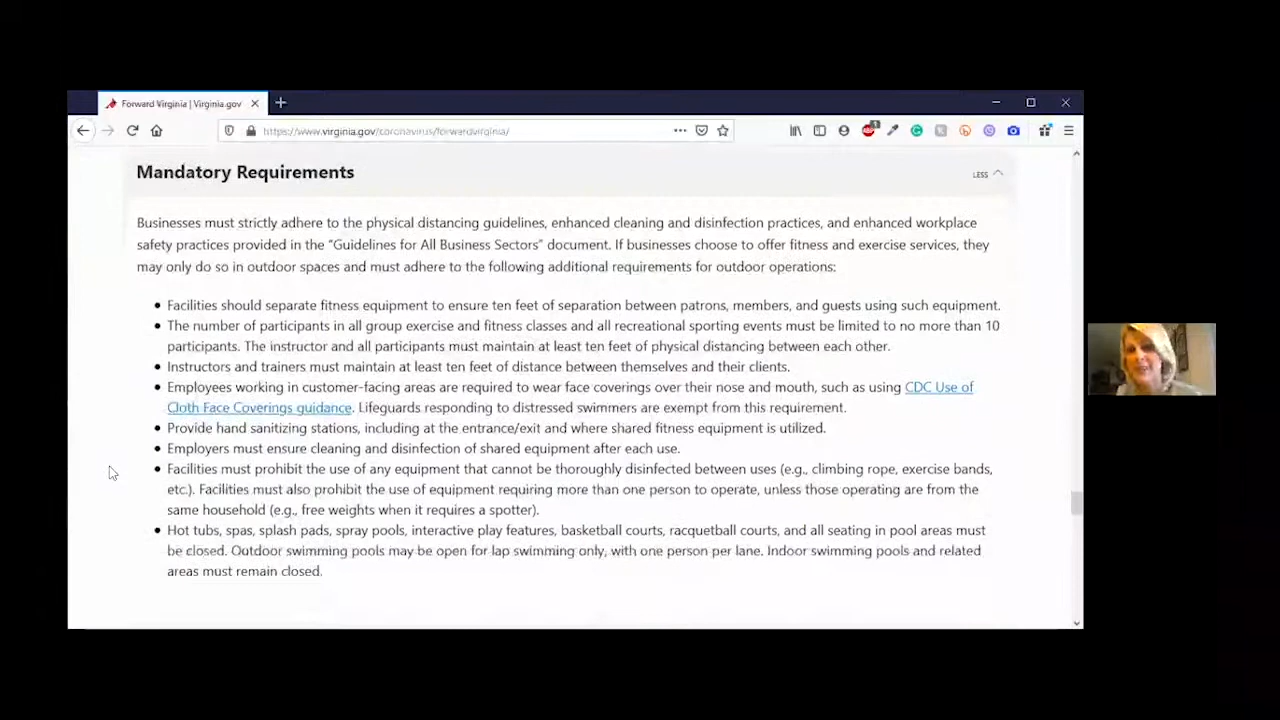 Forward Virginia | Virginia.gov
https://www.virginia.gov/coronavirus/forwardvirginia/
Mandatory Requirements
LESS
Businesses must strictly adhere to the physical distancing guidelines, enhanced cleaning and disinfection practices, and enhanced workplace
safety practices provided in the “Guidelines for All Business Sectors” document. If businesses choose to offer fitness and exercise services, they
may only do so in outdoor spaces and must adhere to the following additional requirements for outdoor operations:
• Facilities should separate fitness equipment to ensure ten feet of separation between patrons, members, and guests using such equipment.
• The number of participants in all group exercise and fitness classes and all recreational sporting events must be limited to no more than 10
participants. The instructor and all participants must maintain at least ten feet of physical distancing between each other.
• Instructors and trainers must maintain at least ten feet of distance between themselves and their clients.
• Employees working in customer-facing areas are required to wear face coverings over their nose and mouth, such as using CDC Use of
Cloth Face Coverings guidance. Lifeguards responding to distressed swimmers are exempt from this requirement.
• Provide hand sanitizing stations, including at the entrance/exit and where shared fitness equipment is utilized.
• Employers must ensure cleaning and disinfection of shared equipment after each use.
• Facilities must prohibit the use of any equipment that cannot be thoroughly disinfected between uses (e.g., climbing rope, exercise bands,
etc.). Facilities must also prohibit the use of equipment requiring more than one person to operate, unless those operating are from the
same household (e.g., free weights when it requires a spotter).
• Hot tubs, spas, splash pads, spray pools, interactive play features, basketball courts, racquetball courts, and all seating in pool areas must
be closed. Outdoor swimming pools may be open for lap swimming only, with one person per lane. Indoor swimming pools and related
areas must remain closed.